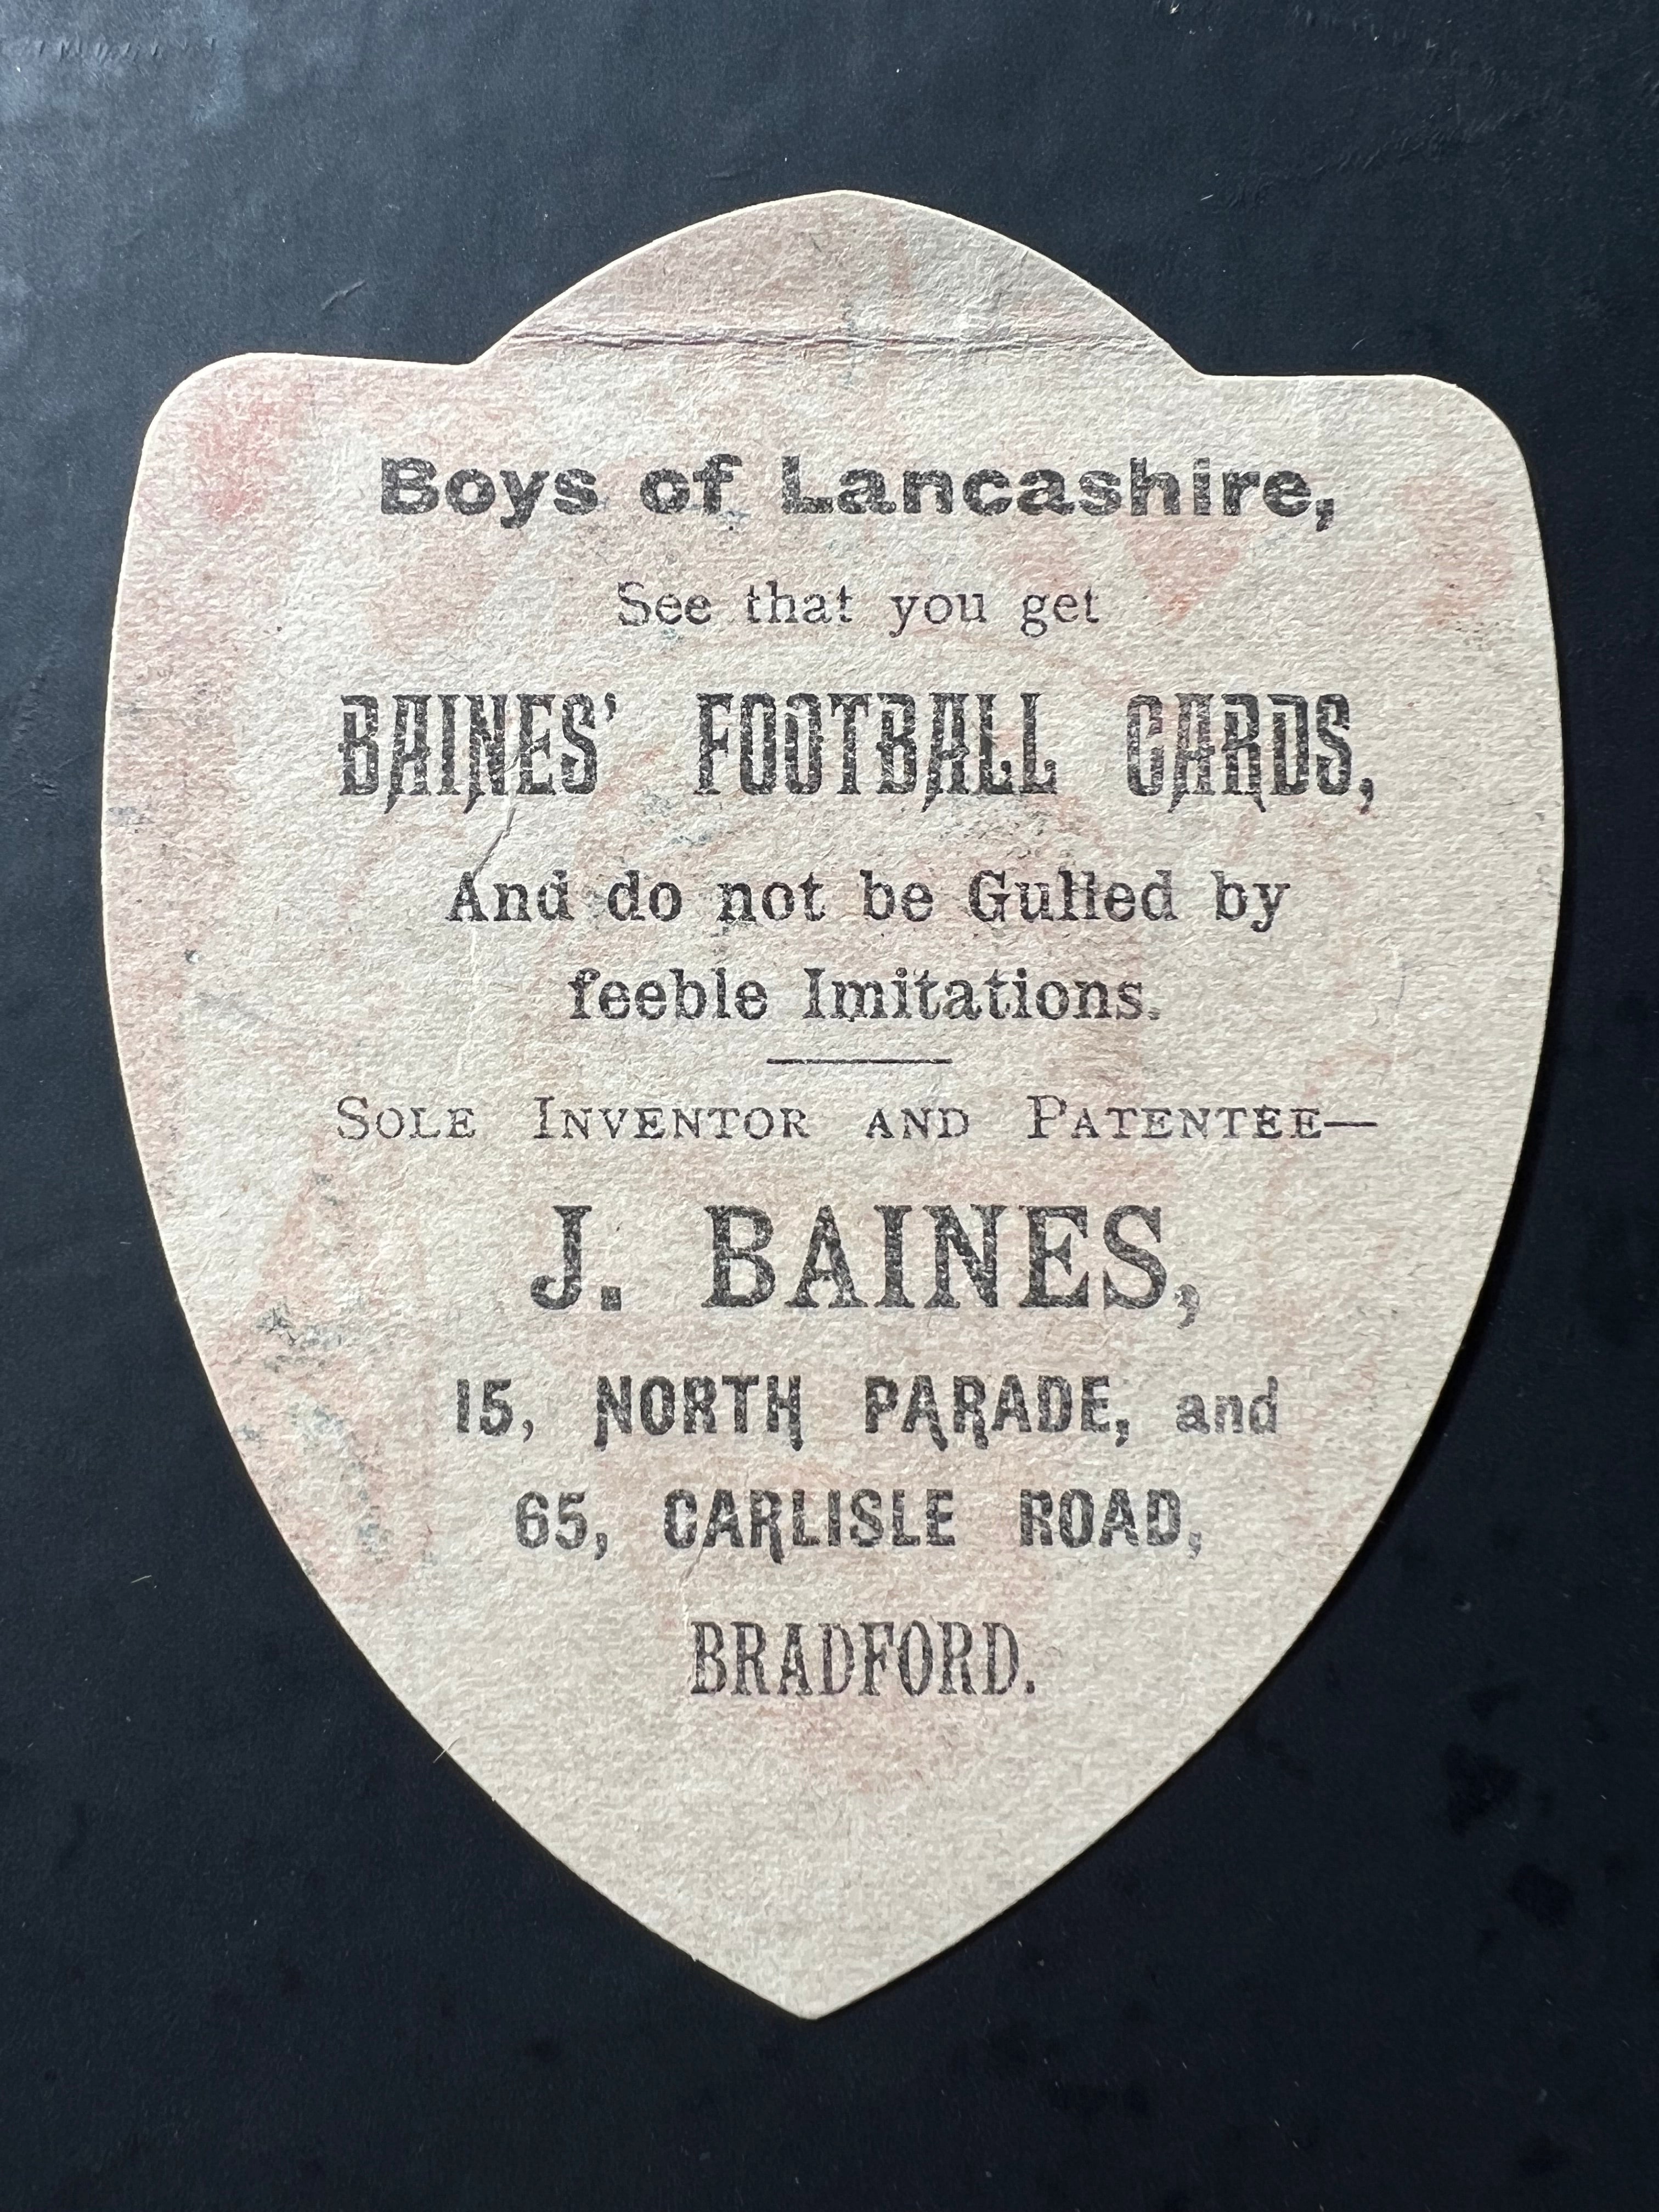 Boys of Lancashire,
See that you get
BAINES' FOOTBALL CARDS,
And do not be Gulled by
feeble Imitations.
SOLE INVENTOR AND PATENTEE—
J. BAINES,
15, NORTH PARADE, and
65, CARLISLE ROAD,
BRADFORD.